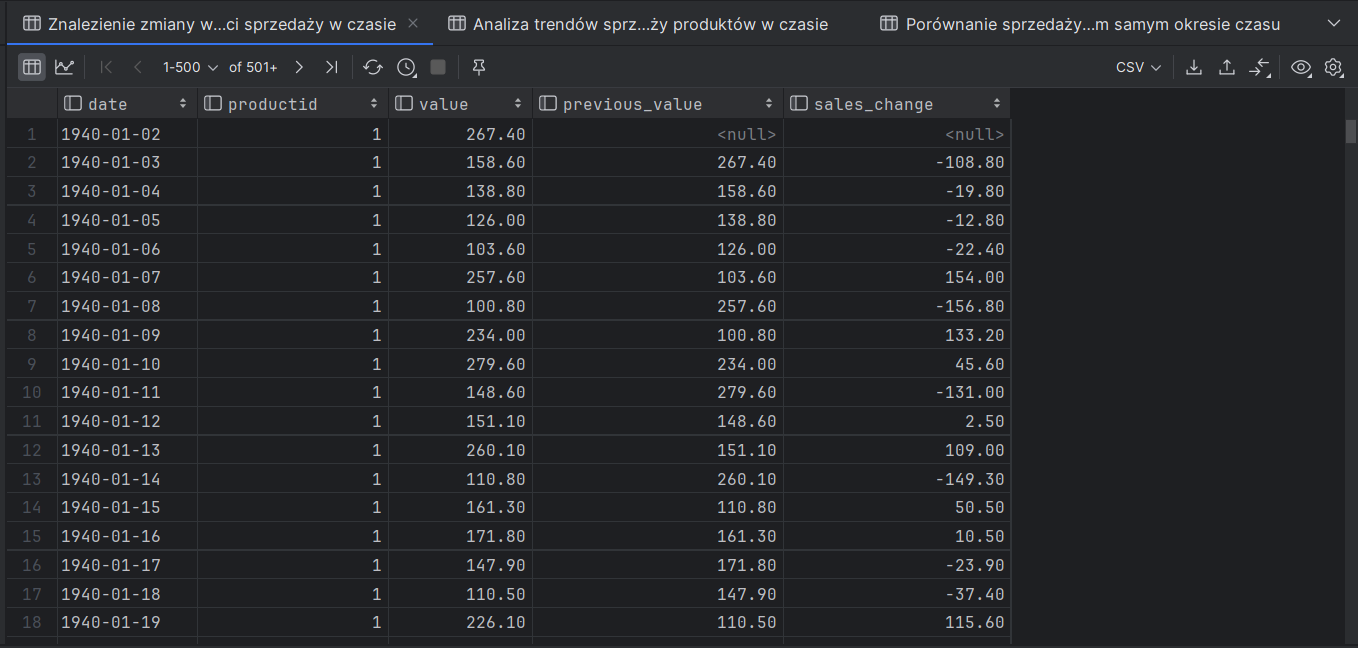 Znalezienie zmiany w...ci sprzedaży w czasie Analiza trendów sprz...ży produktów w czasie Porównanie sprzedaży...m samym okresie czasu
1-500 of 501+ CSV
date productid value previous_value sales_change
1 1940-01-02 1 267.40 <null> <null>
2 1940-01-03 1 158.60 267.40 -108.80
3 1940-01-04 1 138.80 158.60 -19.80
4 1940-01-05 1 126.00 138.80 -12.80
5 1940-01-06 1 103.60 126.00 -22.40
6 1940-01-07 1 257.60 103.60 154.00
7 1940-01-08 1 100.80 257.60 -156.80
8 1940-01-09 1 234.00 100.80 133.20
9 1940-01-10 1 279.60 234.00 45.60
10 1940-01-11 1 148.60 279.60 -131.00
11 1940-01-12 1 151.10 148.60 2.50
12 1940-01-13 1 260.10 151.10 109.00
13 1940-01-14 1 110.80 260.10 -149.30
14 1940-01-15 1 161.30 110.80 50.50
15 1940-01-16 1 171.80 161.30 10.50
16 1940-01-17 1 147.90 171.80 -23.90
17 1940-01-18 1 110.50 147.90 -37.40
18 1940-01-19 1 226.10 110.50 115.60